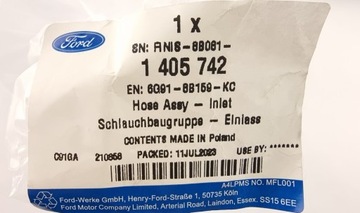 1 x
Ford
SN: RNIS-6B081-
1 405 742
EN: 6G91-8B159-KC
Hose Assy - Inlet
Schlauchbaugruppe - Einlass
CONTENTS MADE IN Poland
C91GA 210858 PACKED: 11JUL2023 USE BY: *******
A4LPMS NO. MFL001
Ford-Werke GmbH, Henry-Ford-Straße 1, 50735 Köln
Ford Motor Company Limited, Arterial Road, Laindon, Essex. SS15 6EE